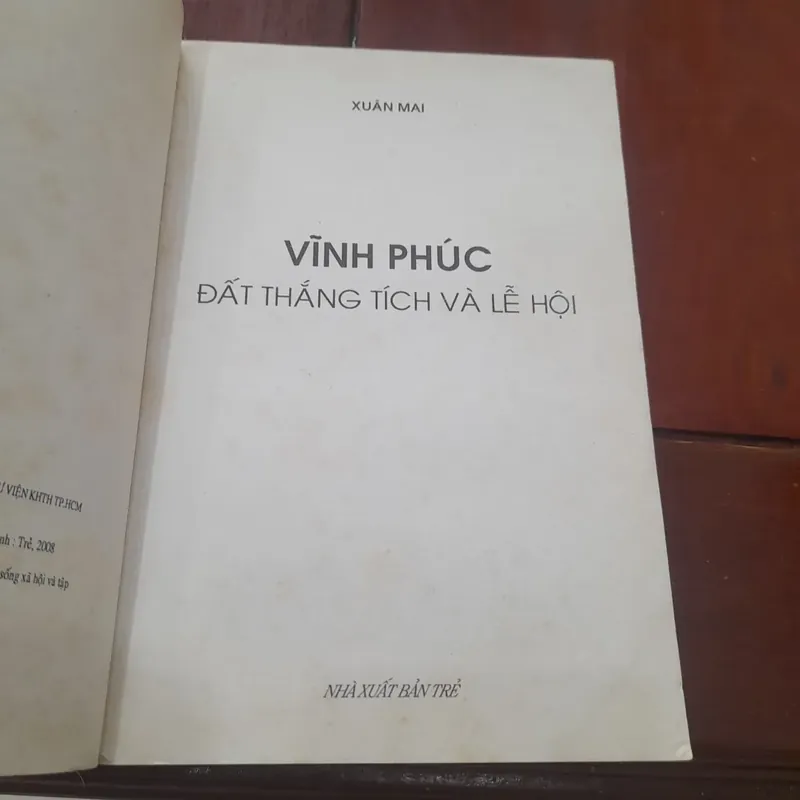 XUÂN MAI
VĨNH PHÚC
ĐẤT THẮNG TÍCH VÀ LỄ HỘI
VIỆN KHTH TP.HCM
: Trẻ, 2008
sống xã hội và tập
NHÀ XUẤT BẢN TRẺ